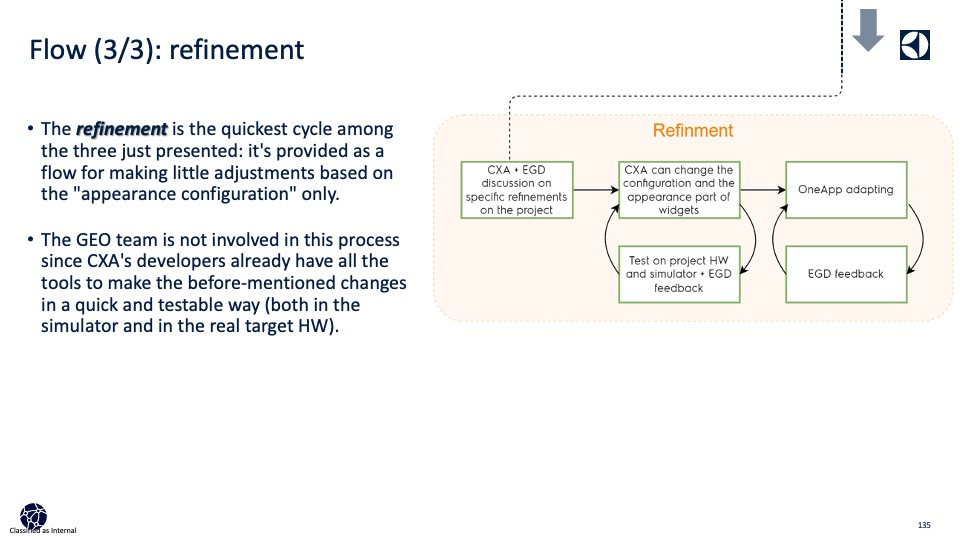 Flow (3/3): refinement
• The refinement is the quickest cycle among
the three just presented: it's provided as a
flow for making little adjustments based on
the "appearance configuration" only.
• The GEO team is not involved in this process
since CXA's developers already have all the
tools to make the before-mentioned changes
in a quick and testable way (both in the
simulator and in the real target HW).
Refinment
CXA + EGD
discussion on
specific refinements
on the project
CXA can change the
configuration and the
appearance part of
widgets
OneApp adapting
Test on project HW
and simulator + EGD
feedback
EGD feedback
Classified as Internal
135